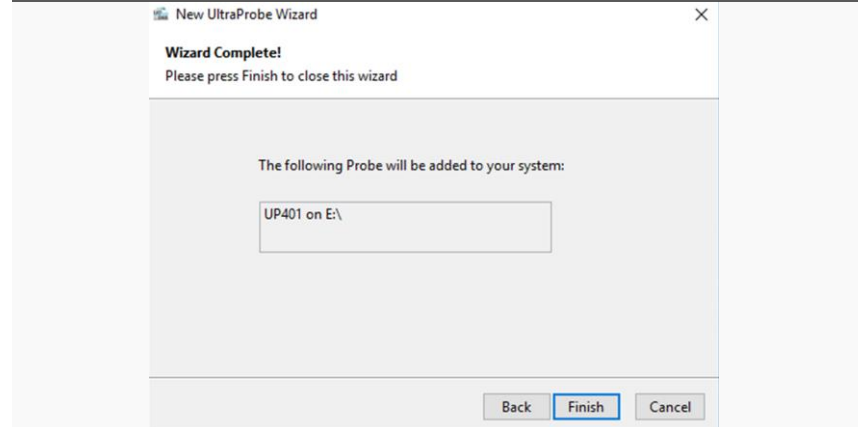 New UltraProbe Wizard
Wizard Complete!
Please press Finish to close this wizard
The following Probe will be added to your system:
UP401 on E:\
Back Finish Cancel